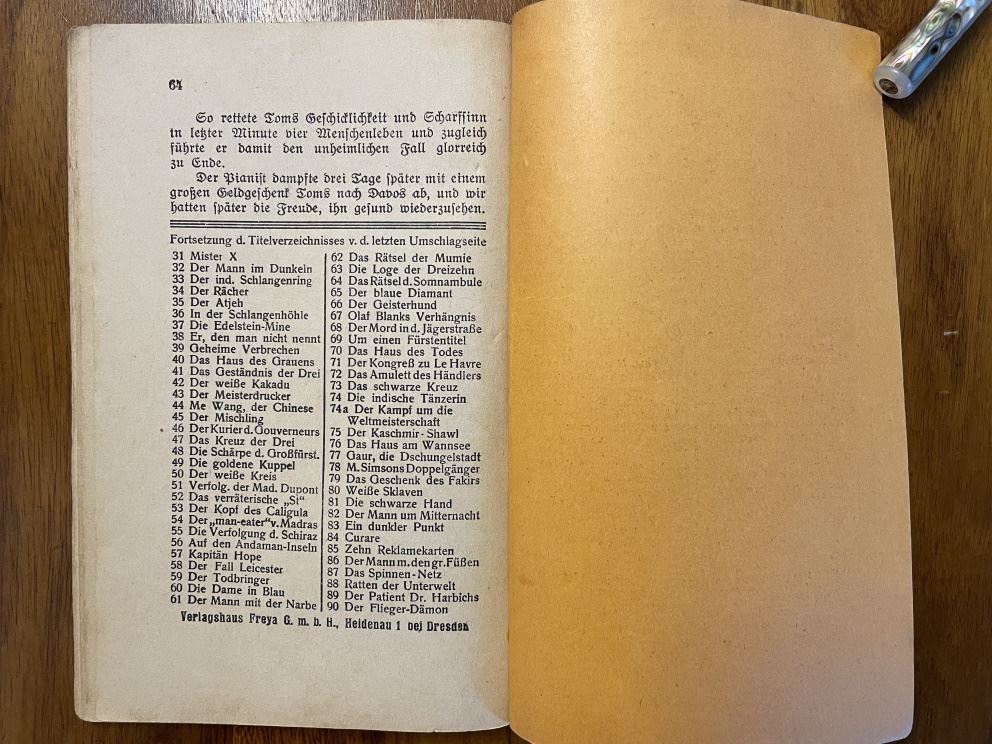 64
So rettete Toms Geschicklichkeit und Scharfsinn
in letzter Minute vier Menschenleben und zugleich
führte er damit den unheimlichen Fall glorreich
zu Ende.
Der Pianist dampfte drei Tage später mit einem
großen Geldgeschenk Toms nach Davos ab, und wir
hatten später die Freude, ihn gesund wiederzusehen.
Fortsetzung d. Titelverzeichnisses v. d. letzten Umschlagseite
31 Mister X
32 Der Mann im Dunkeln
33 Der ind. Schlangenring
34 Der Rächer
35 Der Atjeh
36 In der Schlangenhöhle
37 Die Edelstein-Mine
38 Er, den man nicht nennt
39 Geheime Verbrechen
40 Das Haus des Grauens
41 Das Geständnis der Drei
42 Der weiße Kakadu
43 Der Meisterdrucker
44 Me Wang, der Chinese
45 Der Mischling
46 Der Kurier d. Gouverneurs
47 Das Kreuz der Drei
48 Die Schärpe d. Großfürst.
49 Die goldene Kuppel
50 Der weiße Kreis
51 Verfolg. der Mad. Dupont
52 Das verräterische „Si“
53 Der Kopf des Caligula
54 Der „man-eater“ v. Madras
55 Die Verfolgung d. Schiraz
56 Auf den Andaman-Inseln
57 Kapitän Hope
58 Der Fall Leicester
59 Der Todbringer
60 Die Dame in Blau
61 Der Mann mit der Narbe
62 Das Rätsel der Mumie
63 Die Loge der Dreizehn
64 Das Rätsel d. Somnambule
65 Der blaue Diamant
66 Der Geisterhund
67 Olaf Blanks Verhängnis
68 Der Mord in d. Jägerstraße
69 Um einen Fürstentitel
70 Das Haus des Todes
71 Der Kongreß zu Le Havre
72 Das Amulett des Händlers
73 Das schwarze Kreuz
74 Die indische Tänzerin
74a Der Kampf um die
Weltmeisterschaft
75 Der Kaschmir-Shawl
76 Das Haus am Wannsee
77 Gaur, die Dschungelstadt
78 M. Simsons Doppelgänger
79 Das Geschenk des Fakirs
80 Weiße Sklaven
81 Die schwarze Hand
82 Der Mann um Mitternacht
83 Ein dunkler Punkt
84 Curare
85 Zehn Reklamekarten
86 Der Mann m. den gr. Füßen
87 Das Spinnen-Netz
88 Ratten der Unterwelt
89 Der Patient Dr. Harbichs
90 Der Flieger-Dämon
Verlagshaus Freya G. m. b. H., Heidenau 1 bei Dresden